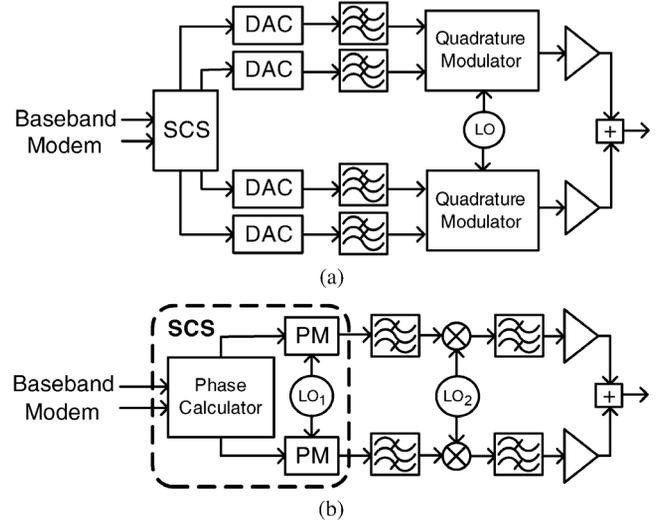 DAC
DAC
Quadrature
Modulator
Baseband
Modem
SCS
LO
+
DAC
DAC
Quadrature
Modulator
(a)
SCS
PM
Baseband
Modem
Phase
Calculator
LO1
LO2
+
PM
(b)